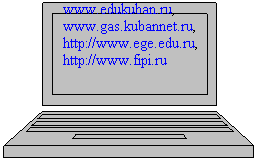 www.edukuban.ru,
www.gas.kubannet.ru,
http://www.ege.edu.ru,
http://www.fipi.ru